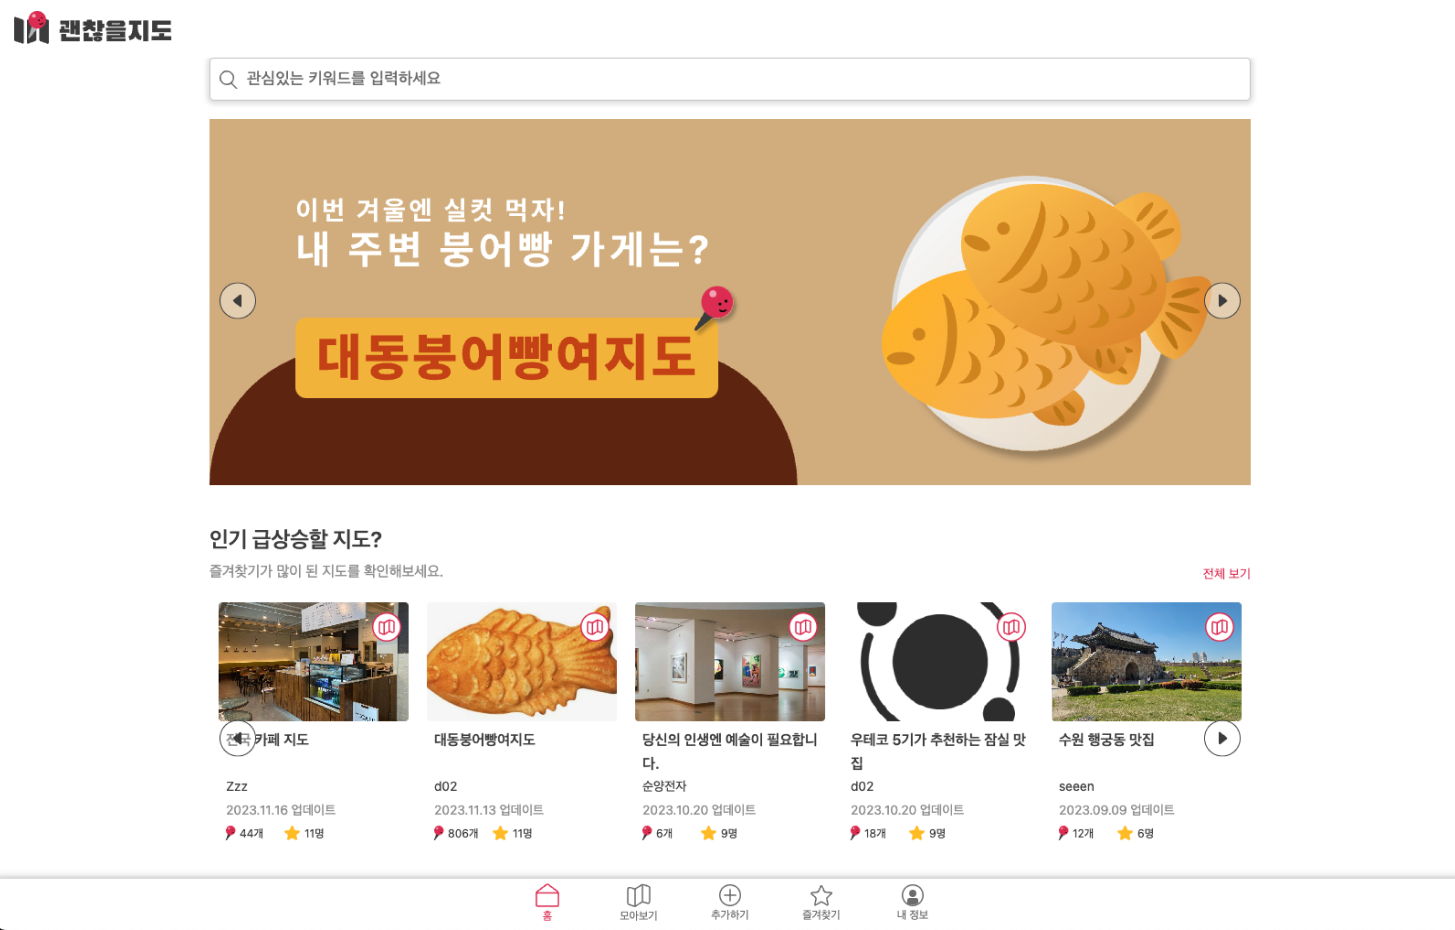 괜찮을지도
관심있는 키워드를 입력하세요
이번 겨울엔 실컷 먹자!
내 주변 붕어빵 가게는?
대동붕어빵여지도
인기 급상승할 지도?
즐겨찾기가 많이 된 지도를 확인해보세요.
전체 보기
전국 카페 지도
Zzz
2023.11.16 업데이트
44개 11명
대동붕어빵여지도
d02
2023.11.13 업데이트
806개 11명
당신의 인생엔 예술이 필요합니
다.
순양전자
2023.10.20 업데이트
6개 9명
우테코 5기가 추천하는 잠실 맛
집
d02
2023.10.20 업데이트
18개 9명
수원 행궁동 맛집
seeen
2023.09.09 업데이트
12개 6명
홈
모아보기
추가하기
즐겨찾기
내 정보